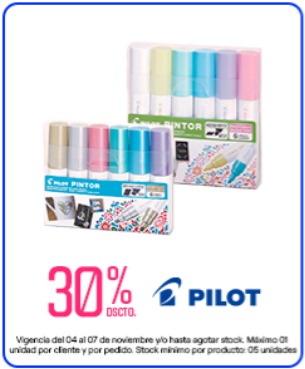 PILOT PINTOR
PILOT PINTOR
30%
DSCTO.
PILOT
Vigencia del 04 al 07 de noviembre y/o hasta agotar stock. Máximo 01
unidad por cliente y por pedido. Stock mínimo por producto: 05 unidades